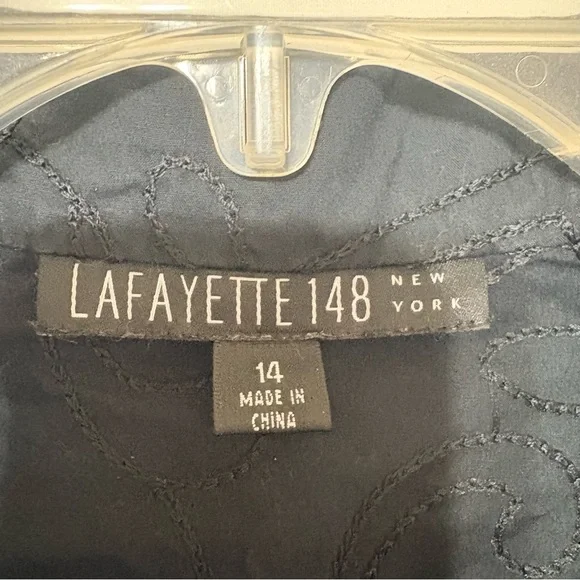 LAFAYETTE 148 NEW YORK
14
MADE IN
CHINA